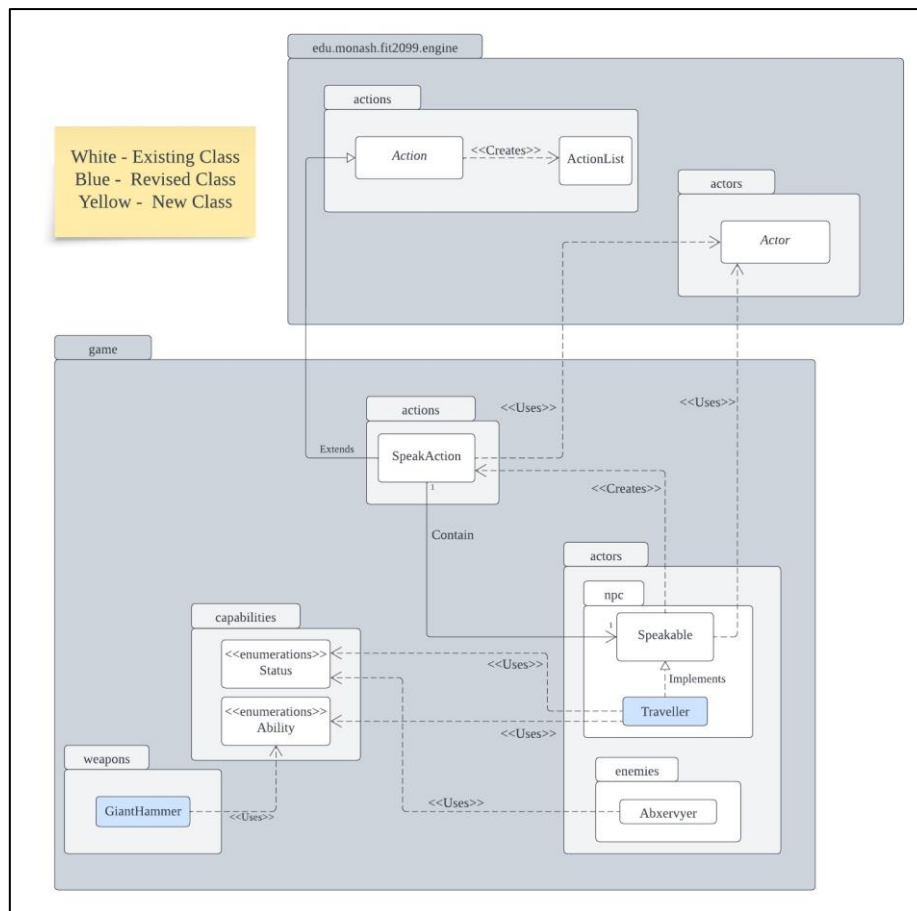 edu.monash.fit2099.engine
actions
Action
<<Creates>>
ActionList
White - Existing Class
Blue - Revised Class
Yellow - New Class
actors
Actor
game
actions
<<Uses>>
<<Uses>>
Extends
SpeakAction
1
<<Creates>>
Contain
actors
npc
capabilities
1
Speakable
<<enumerations>>
Status
<<Uses>>
Implements
<<enumerations>>
Ability
Traveller
<<Uses>>
weapons
enemies
GiantHammer
<<Uses>>
<<Uses>>
Abxervyer